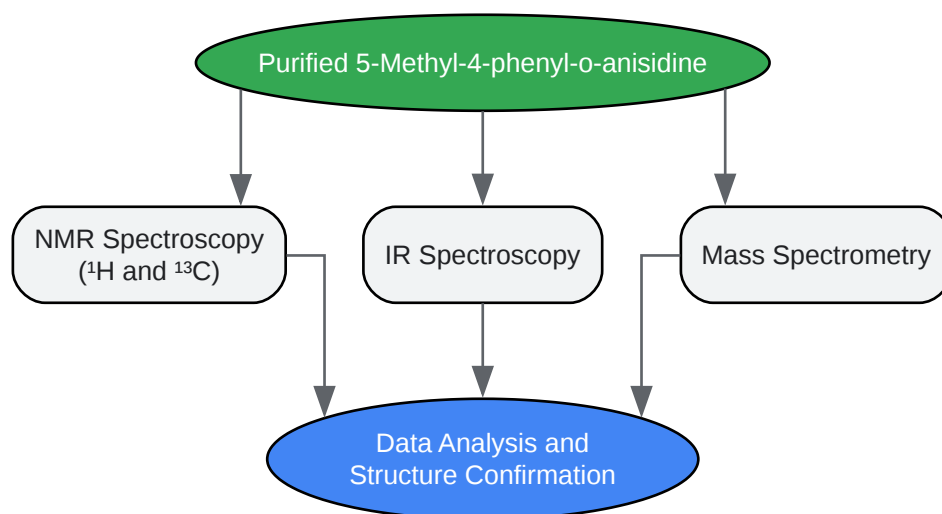 Purified 5-Methyl-4-phenyl-o-anisidine
NMR Spectroscopy
(¹H and ¹³C)
IR Spectroscopy
Mass Spectrometry
Data Analysis and
Structure Confirmation